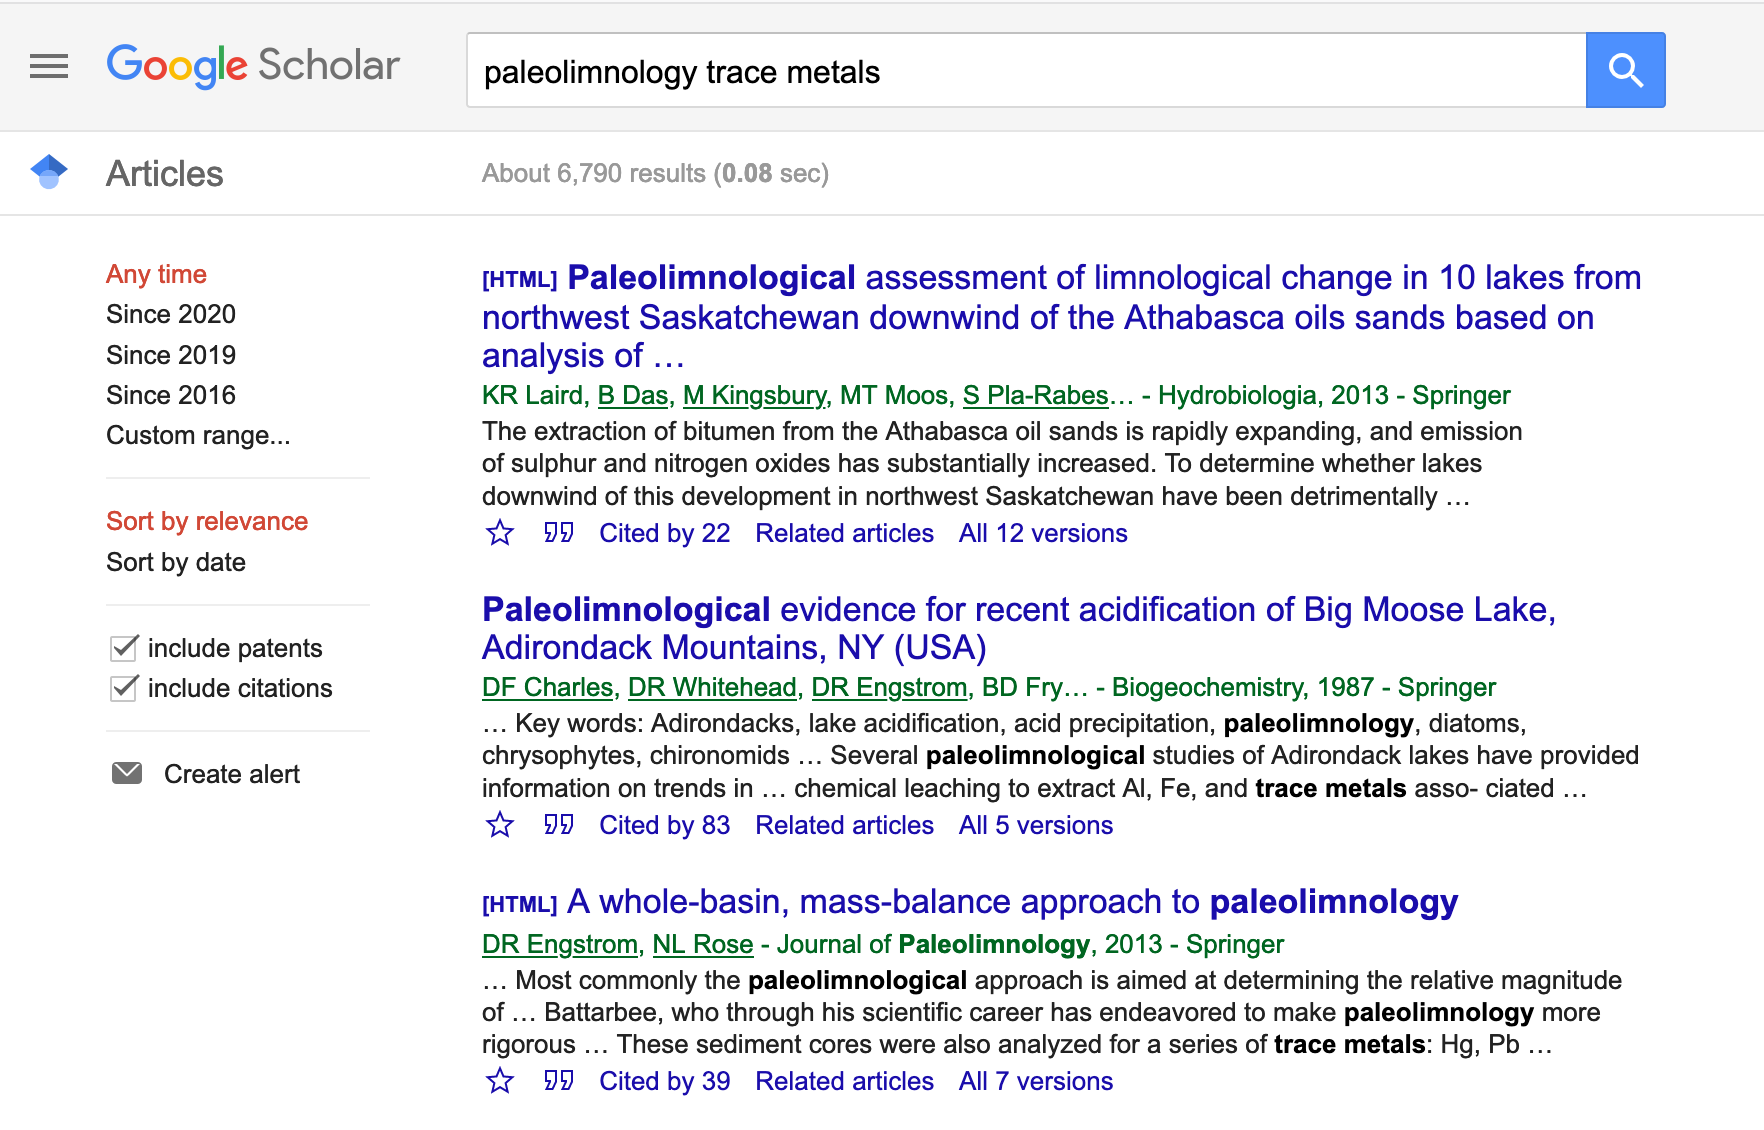 Google Scholar
paleolimnology trace metals
Articles
About 6,790 results (0.08 sec)
Any time
Since 2020
Since 2019
Since 2016
Custom range...
Sort by relevance
Sort by date
include patents
include citations
Create alert
[HTML] Paleolimnological assessment of limnological change in 10 lakes from
northwest Saskatchewan downwind of the Athabasca oils sands based on
analysis of …
KR Laird, B Das, M Kingsbury, MT Moos, S Pla-Rabes… - Hydrobiologia, 2013 - Springer
The extraction of bitumen from the Athabasca oil sands is rapidly expanding, and emission
of sulphur and nitrogen oxides has substantially increased. To determine whether lakes
downwind of this development in northwest Saskatchewan have been detrimentally …
Cited by 22 Related articles All 12 versions
Paleolimnological evidence for recent acidification of Big Moose Lake,
Adirondack Mountains, NY (USA)
DF Charles, DR Whitehead, DR Engstrom, BD Fry… - Biogeochemistry, 1987 - Springer
… Key words: Adirondacks, lake acidification, acid precipitation, paleolimnology, diatoms,
chrysophytes, chironomids … Several paleolimnological studies of Adirondack lakes have provided
information on trends in … chemical leaching to extract Al, Fe, and trace metals asso- ciated …
Cited by 83 Related articles All 5 versions
[HTML] A whole-basin, mass-balance approach to paleolimnology
DR Engstrom, NL Rose - Journal of Paleolimnology, 2013 - Springer
… Most commonly the paleolimnological approach is aimed at determining the relative magnitude
of … Battarbee, who through his scientific career has endeavored to make paleolimnology more
rigorous … These sediment cores were also analyzed for a series of trace metals: Hg, Pb …
Cited by 39 Related articles All 7 versions